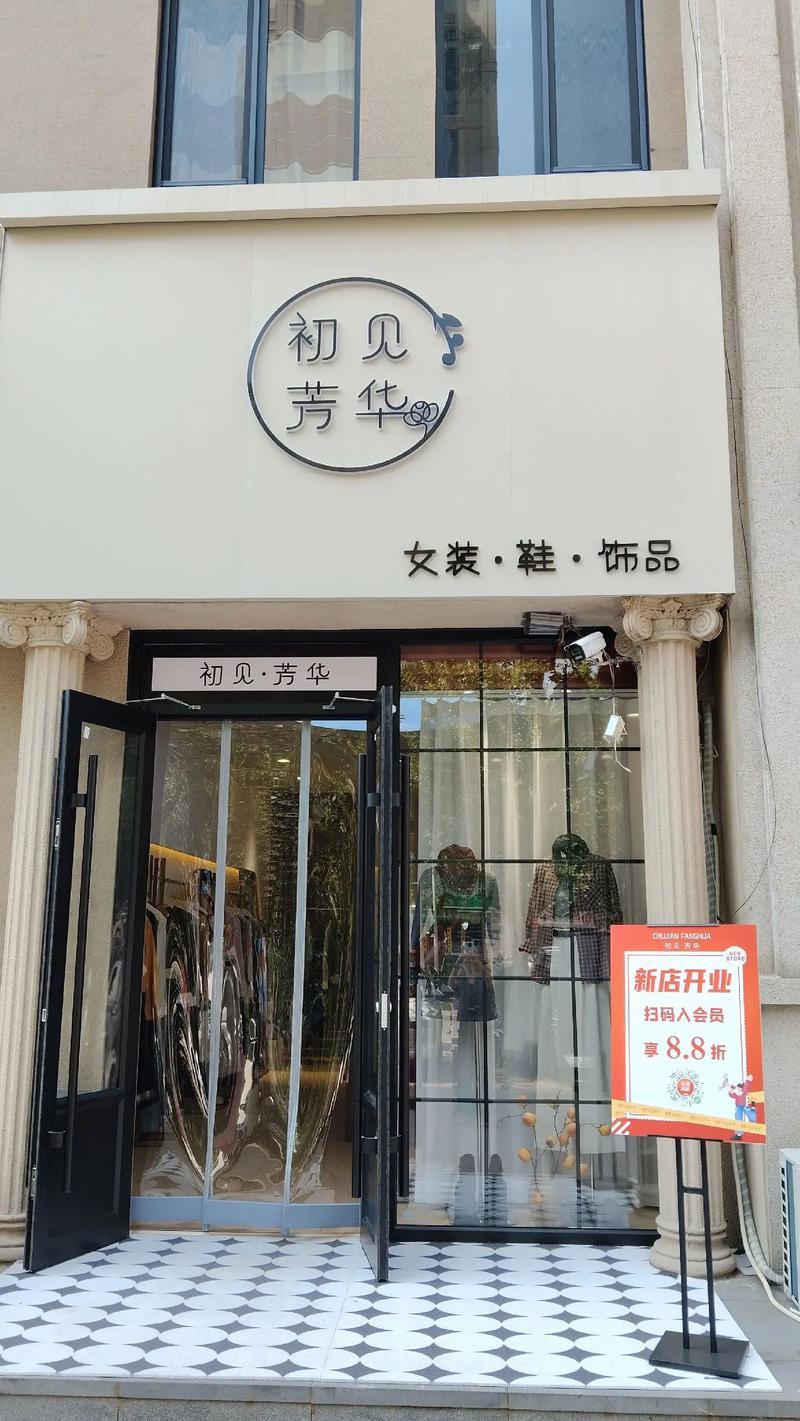 初见
芳华
女装·鞋·饰品
初见·芳华
CHUJIAN FANGHUA
初见·芳华
NEW
STORE
新店开业
扫码入会员
享8.8折